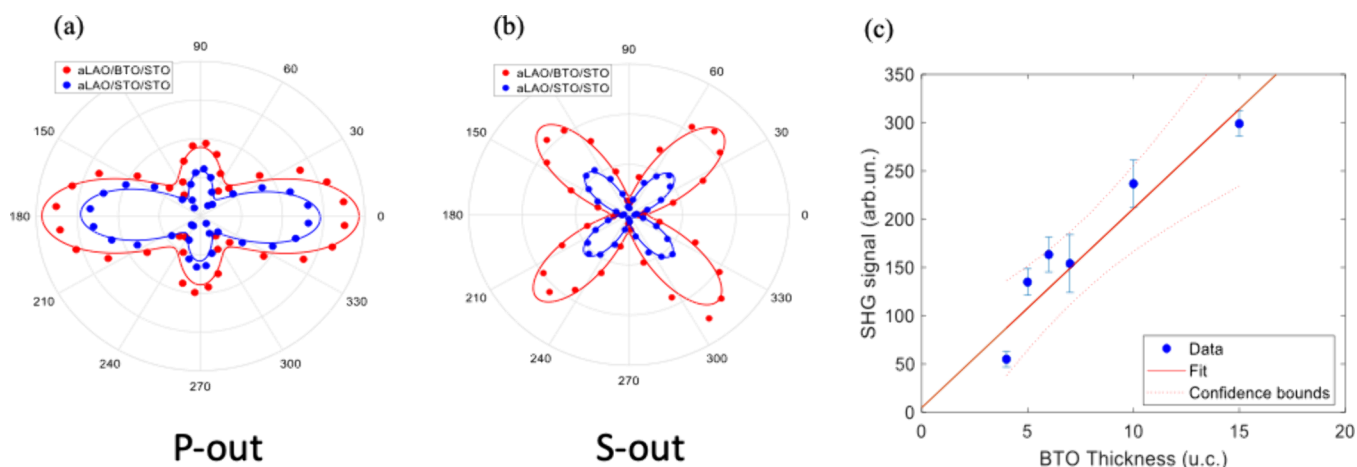 (a)
90
60
30
0
330
300
270
240
210
180
150
aLAO/BTO/STO
aLAO/STO/STO
P-out
(b)
90
60
30
0
330
300
270
240
210
180
150
aLAO/BTO/STO
aLAO/STO/STO
S-out
(c)
SHG signal (arb.un.)
350
300
250
200
150
100
50
0
0 5 10 15 20
BTO Thickness (u.c.)
Data
Fit
Confidence bounds